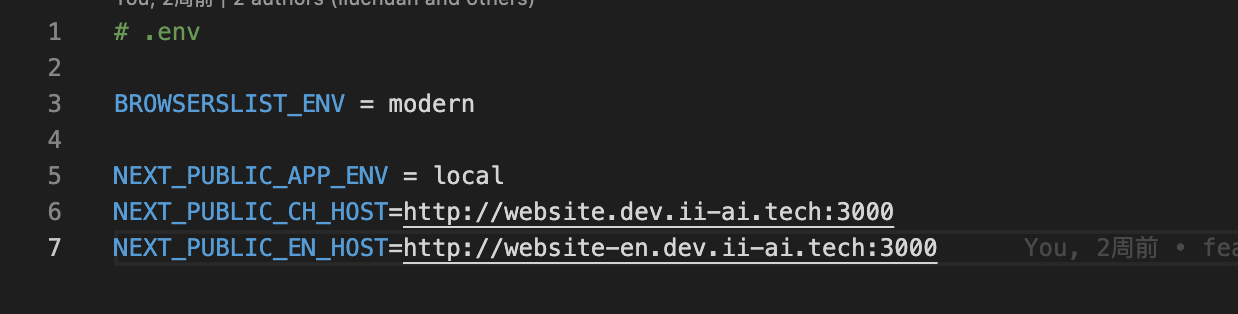 You, 2周前 | 2 authors (liuchuan and others)
1 # .env
2
3 BROWSERSLIST_ENV = modern
4
5 NEXT_PUBLIC_APP_ENV = local
6 NEXT_PUBLIC_CH_HOST=http://website.dev.ii-ai.tech:3000
7 NEXT_PUBLIC_EN_HOST=http://website-en.dev.ii-ai.tech:3000 You, 2周前 • fea